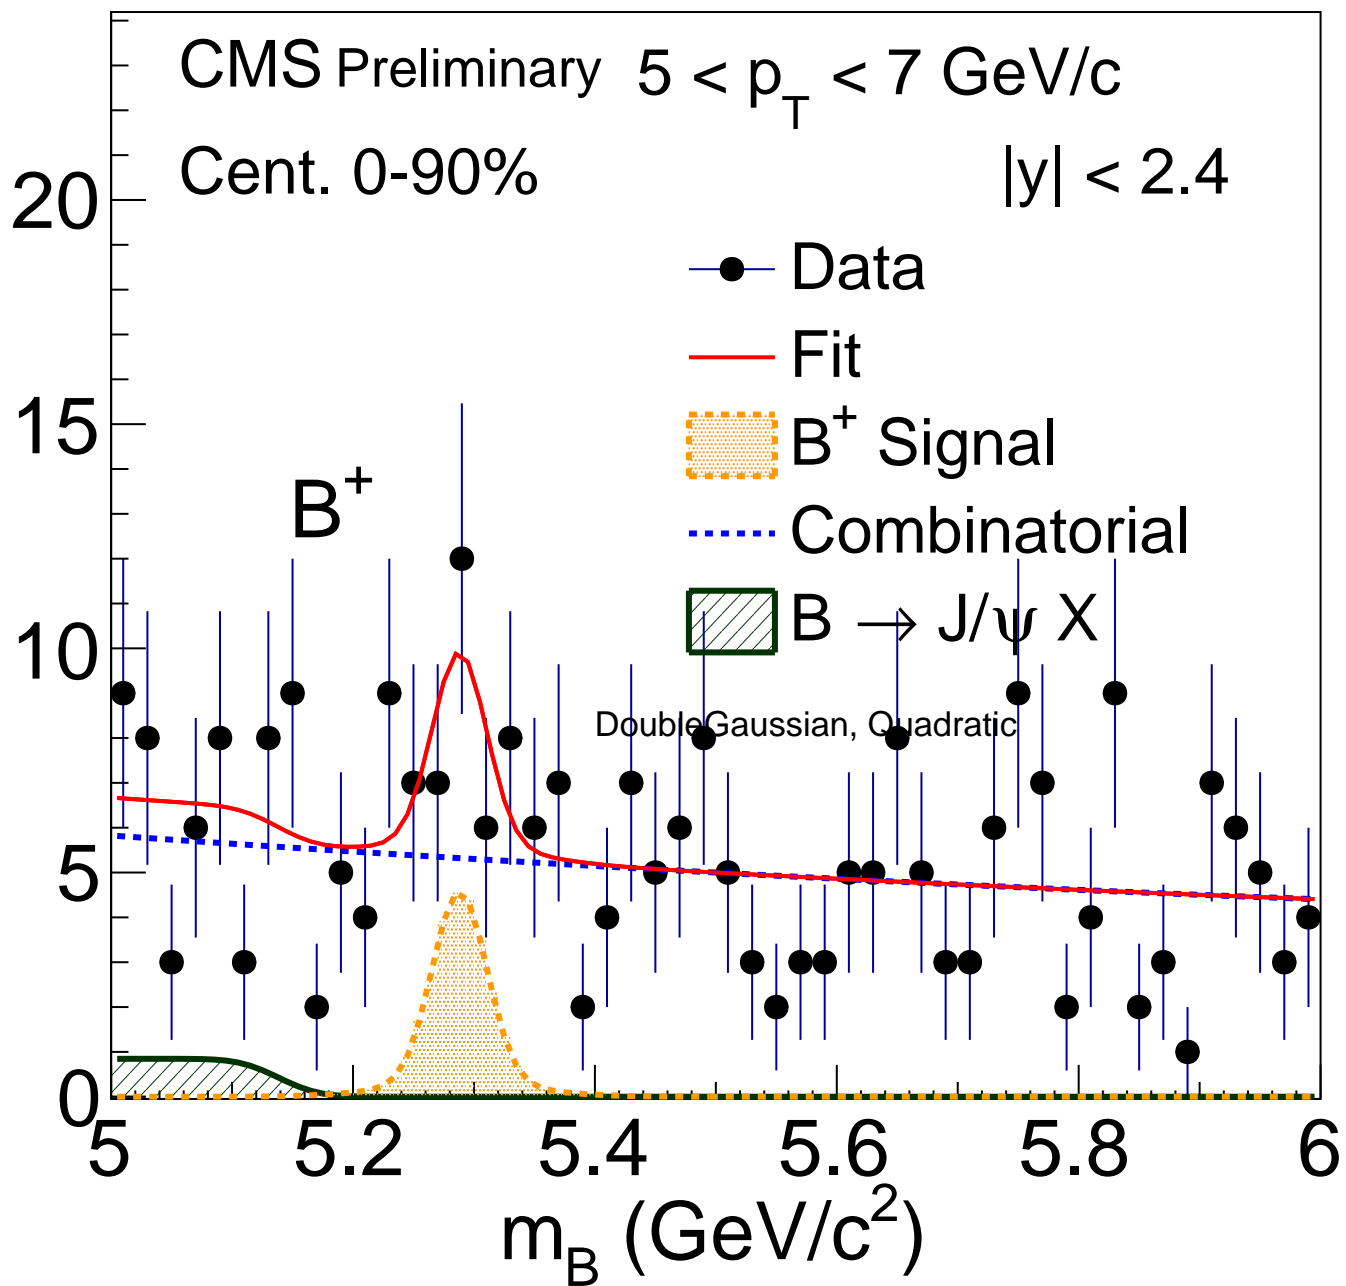 CMS Preliminary 5 < p_T < 7 GeV/c
Cent. 0-90% |y| < 2.4
20
15
10
5
0
Data
Fit
B⁺ Signal
Combinatorial
B → J/ψ X
B⁺
DoubleGaussian, Quadratic
5 5.2 5.4 5.6 5.8 6
m_B (GeV/c²)